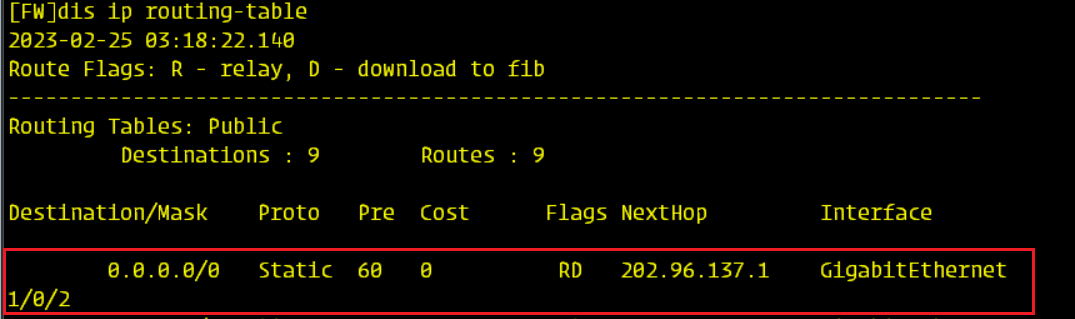 [FW]dis ip routing-table
2023-02-25 03:18:22.140
Route Flags: R - relay, D - download to fib
------------------------------------------------------------------------------
Routing Tables: Public
         Destinations : 9        Routes : 9

Destination/Mask    Proto   Pre  Cost      Flags NextHop         Interface

        0.0.0.0/0   Static  60   0          RD   202.96.137.1    GigabitEthernet
1/0/2